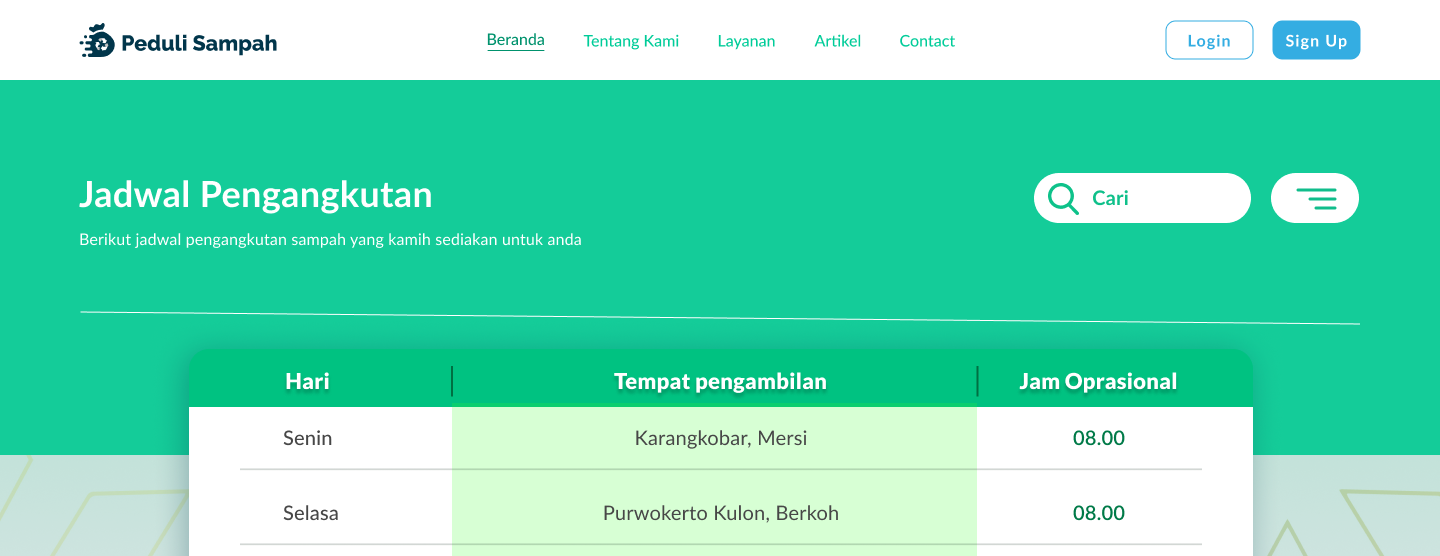 Peduli Sampah
Beranda
Tentang Kami
Layanan
Artikel
Contact
Login
Sign Up
Jadwal Pengangkutan
Berikut jadwal pengangkutan sampah yang kamih sediakan untuk anda
Cari
Hari
Tempat pengambilan
Jam Oprasional
Senin
Karangkobar, Mersi
08.00
Selasa
Purwokerto Kulon, Berkoh
08.00